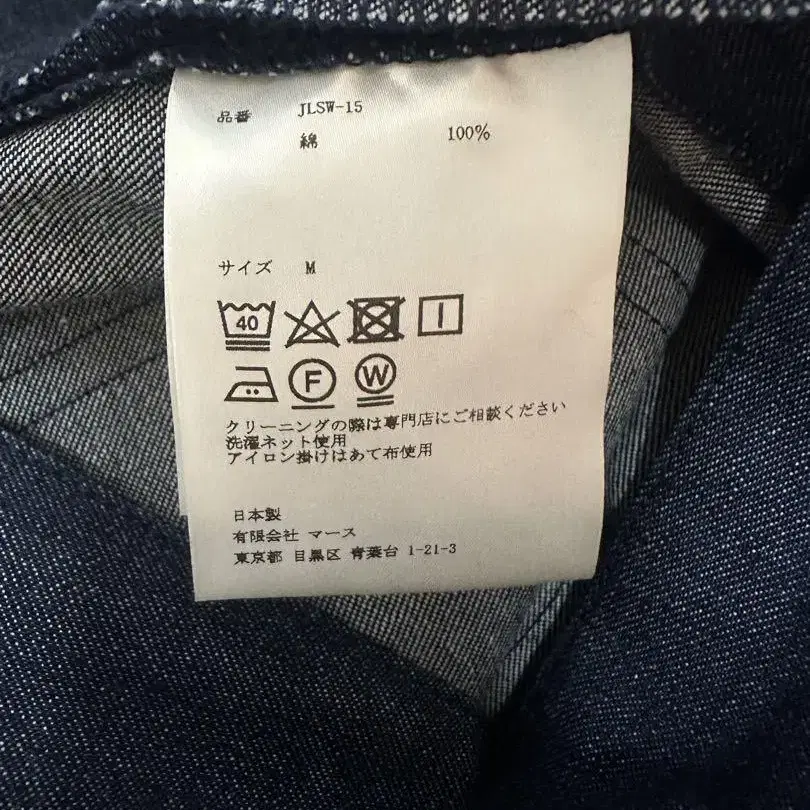 品番 JLSW-15
綿 100%
サイズ M
40
F W
クリーニングの際は専門店にご相談ください
洗濯ネット使用
アイロン掛けはあて布使用
日本製
有限会社 マース
東京都 目黒区 青葉台 1-21-3